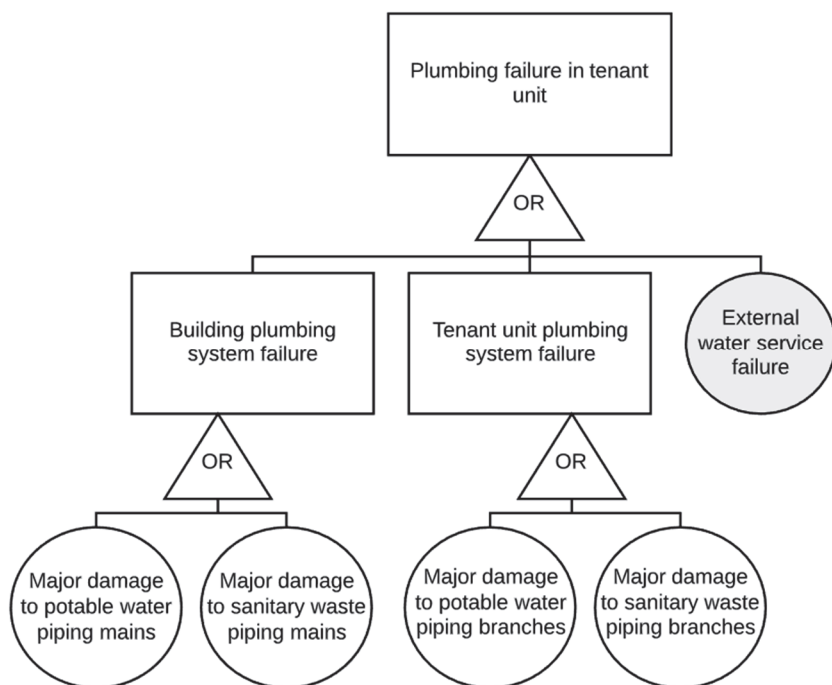 Plumbing failure in tenant
unit
OR
Building plumbing
system failure
Tenant unit plumbing
system failure
External
water service
failure
OR
OR
Major damage
to potable water
piping mains
Major damage
to sanitary waste
piping mains
Major damage
to potable water
piping branches
Major damage
to sanitary waste
piping branches